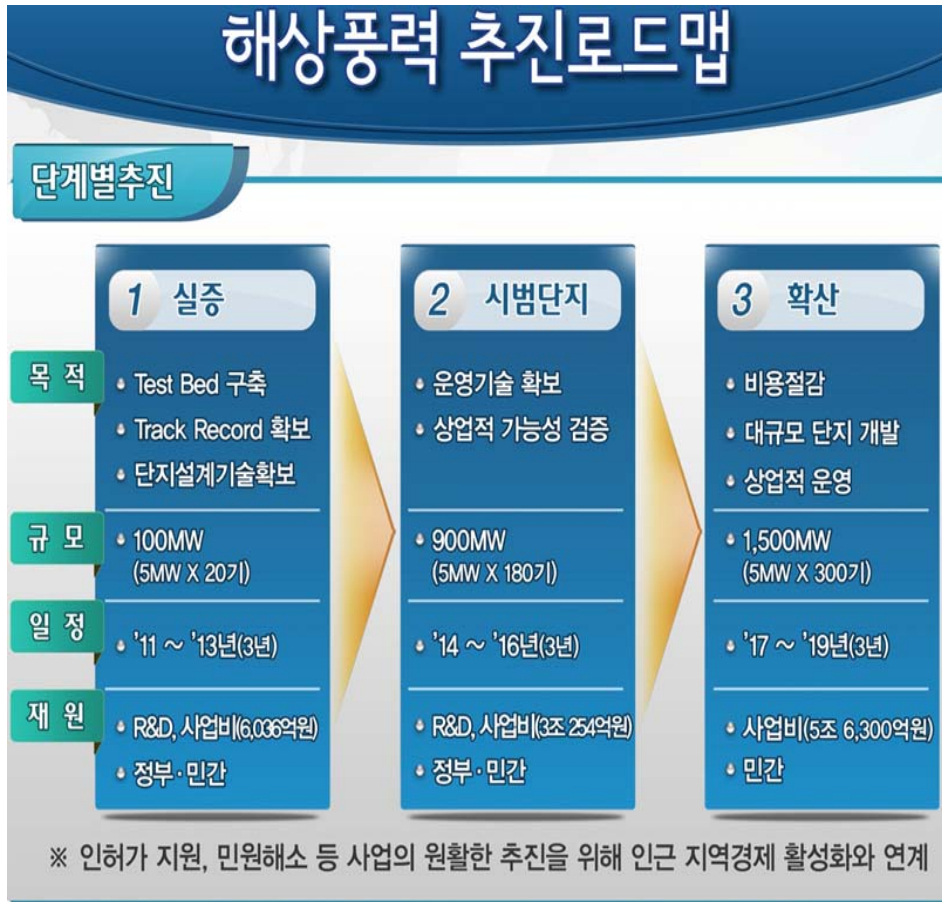 해상풍력 추진로드맵
단계별추진
1 실증
2 시범단지
3 확산
목 적
• Test Bed 구축
• Track Record 확보
• 단지설계기술확보
• 운영기술 확보
• 상업적 가능성 검증
• 비용절감
• 대규모 단지 개발
• 상업적 운영
규 모
• 100MW
(5MW X 20기)
• 900MW
(5MW X 180기)
• 1,500MW
(5MW X 300기)
일 정
• ’11 ~ ’13년(3년)
• ’14 ~ ’16년(3년)
• ’17 ~ ’19년(3년)
재 원
• R&D, 사업비(6,036억원)
• 정부·민간
• R&D, 사업비(3조 254억원)
• 정부·민간
• 사업비(5조 6,300억원)
• 민간
※ 인허가 지원, 민원해소 등 사업의 원활한 추진을 위해 인근 지역경제 활성화와 연계